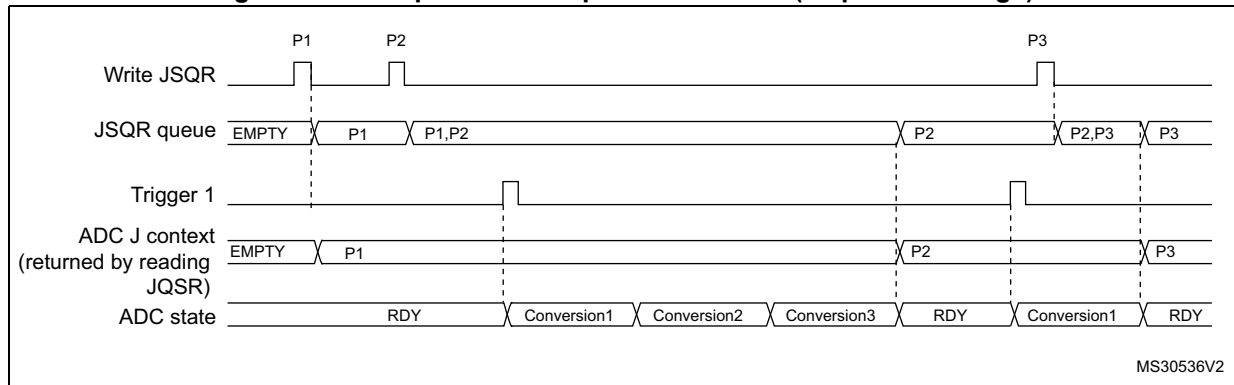 P1 P2 P3
Write JSQR
JSQR queue EMPTY P1 P1,P2 P2 P2,P3 P3
Trigger 1
ADC J context
(returned by reading
JQSR)
EMPTY P1 P2 P3
ADC state RDY Conversion1 Conversion2 Conversion3 RDY Conversion1 RDY
MS30536V2